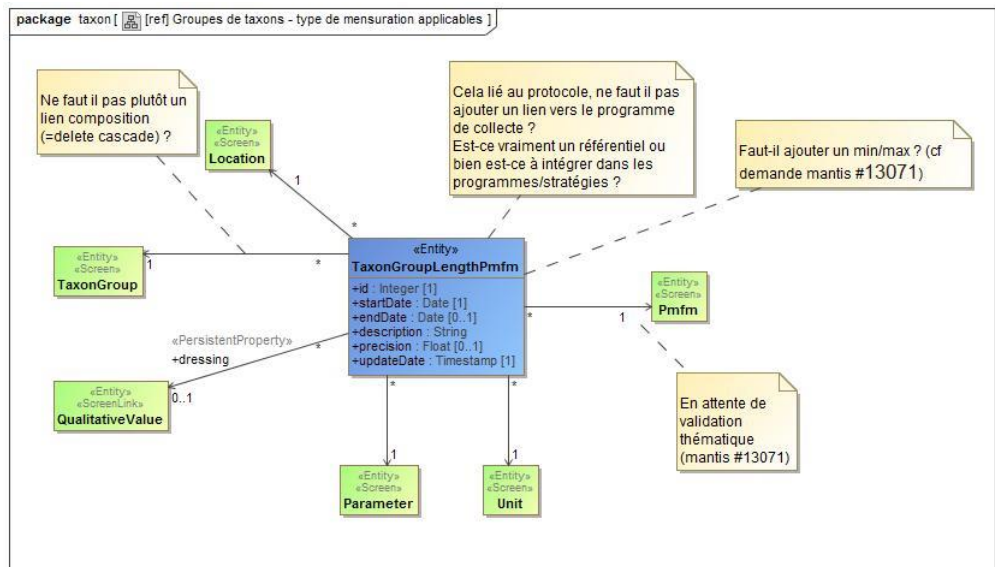 package taxon [ [ref] Groupes de taxons - type de mensuration applicables ]
Ne faut il pas plutôt un
lien composition
(=delete cascade) ?
Cela lié au protocole, ne faut il pas
ajouter un lien vers le programme
de collecte ?
Est-ce vraiment un référentiel ou
bien est-ce à intégrer dans les
programmes/stratégies ?
Faut-il ajouter un min/max ? (cf
demande mantis #13071)
«Entity»
«Screen»
Location
1
*
«Entity»
«Screen»
TaxonGroup
1
*
«Entity»
TaxonGroupLengthPmfm
+id : Integer [1]
+startDate : Date [1]
+endDate : Date [0..1]
+description : String
+precision : Float [0..1]
+updateDate : Timestamp [1]
*
1
«Entity»
«Screen»
Pmfm
«PersistentProperty»
+dressing
*
0..1
«Entity»
«ScreenLink»
QualitativeValue
*
1
«Entity»
«Screen»
Parameter
*
1
«Entity»
«Screen»
Unit
En attente de
validation
thématique
(mantis #13071)